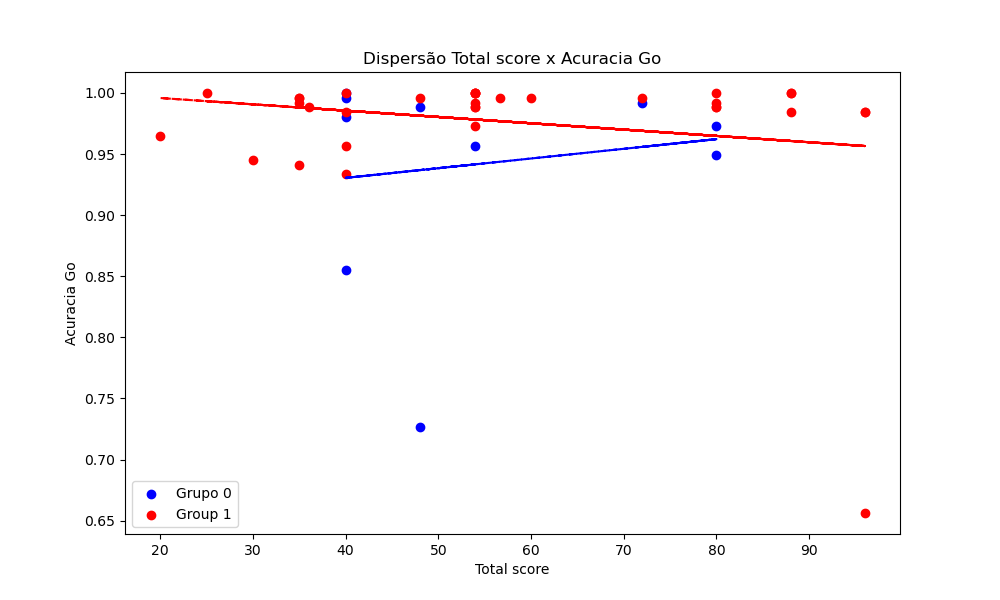 Dispersão Total score x Acuracia Go
Acuracia Go
1.00
0.95
0.90
0.85
0.80
0.75
0.70
0.65
Grupo 0
Group 1
20 30 40 50 60 70 80 90
Total score